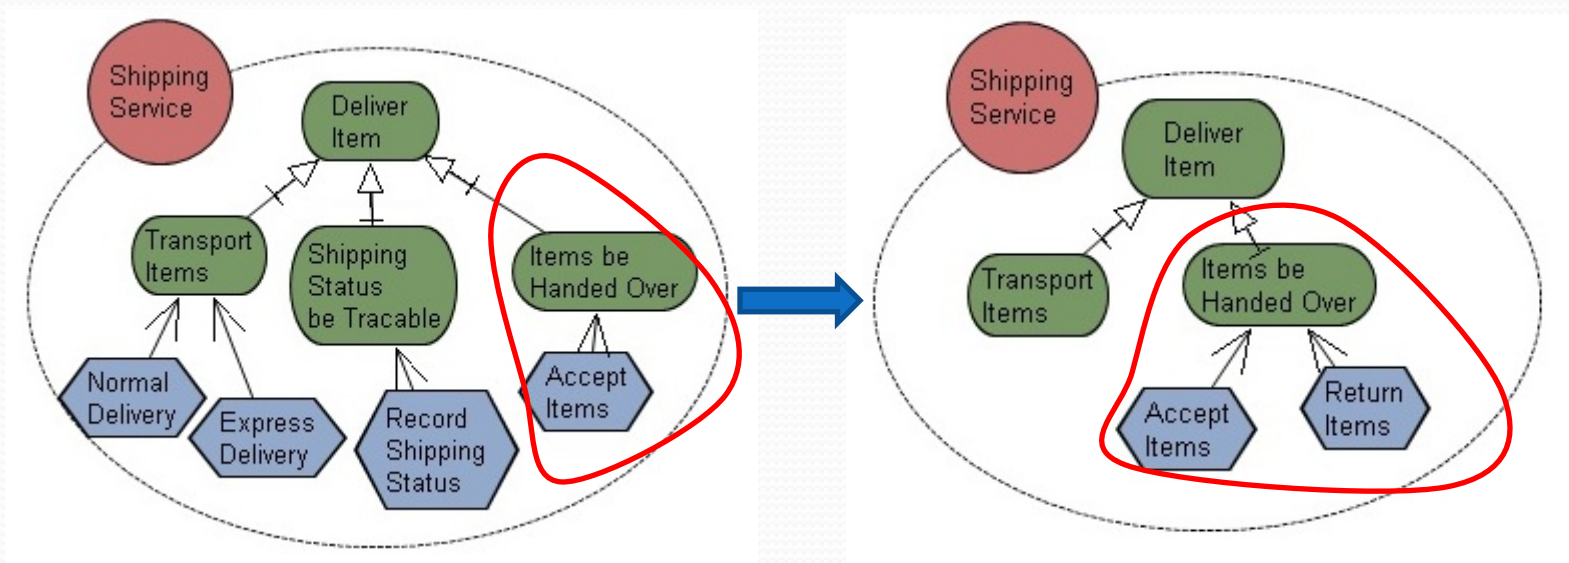 Shipping
Service
Deliver
Item
Transport
Items
Shipping
Status
be Tracable
Items be
Handed Over
Normal
Delivery
Express
Delivery
Record
Shipping
Status
Accept
Items
Shipping
Service
Deliver
Item
Transport
Items
Items be
Handed Over
Accept
Items
Return
Items